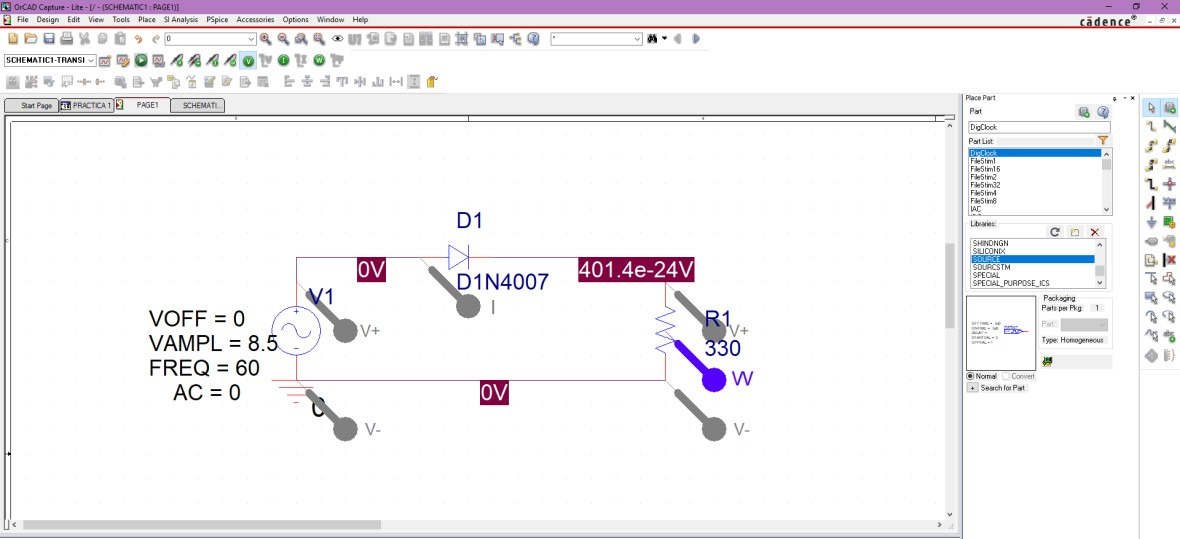 OrCAD Capture - Lite - [/ - (SCHEMATIC1 : PAGE1)]
File Design Edit View Tools Place SI Analysis PSpice Accessories Options Window Help
cādence®
0
SCHEMATIC1-TRANSI
Start Page PRACTICA 1 PAGE1 SCHEMATI...
D1
0V
401.4e-24V
D1N4007
I
V1
V+
VOFF = 0
VAMPL = 8.5
FREQ = 60
AC = 0
R1
V+
330
W
0V
0
V-
V-
Place Part
Part
DigClock
Part List:
DigClock
FileStim1
FileStim16
FileStim2
FileStim32
FileStim4
FileStim8
IAC
Libraries:
SHINDNGN
SILICONIX
SOURCE
SOURCSTM
SPECIAL
SPECIAL_PURPOSE_ICS
Packaging
Parts per Pkg: 1
Part:
Type: Homogeneous
Normal Convert
+ Search for Part